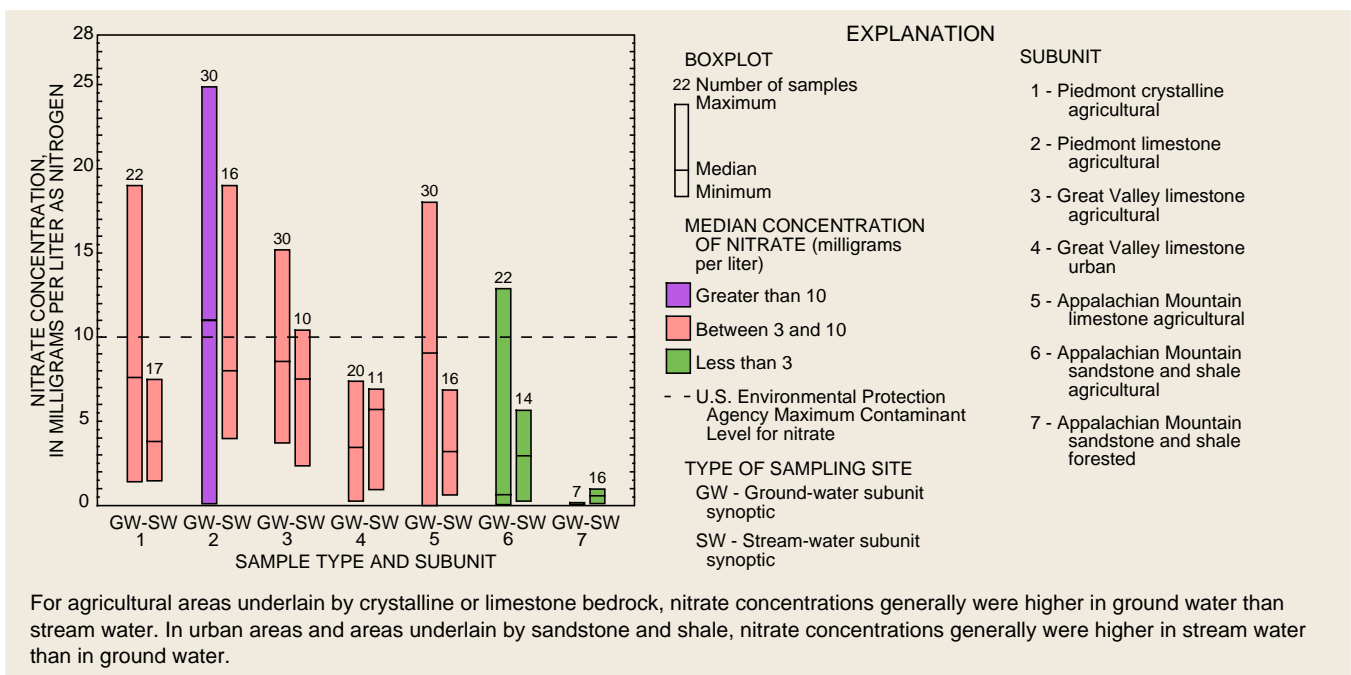 28
25
20
15
10
5
0
NITRATE CONCENTRATION,
IN MILLIGRAMS PER LITER AS NITROGEN
22
17
30
16
30
10
20
11
30
16
22
14
7
16
GW-SW GW-SW GW-SW GW-SW GW-SW GW-SW GW-SW
1 2 3 4 5 6 7
SAMPLE TYPE AND SUBUNIT
EXPLANATION
BOXPLOT
22 Number of samples
Maximum
Median
Minimum
MEDIAN CONCENTRATION
OF NITRATE (milligrams
per liter)
Greater than 10
Between 3 and 10
Less than 3
- - U.S. Environmental Protection
Agency Maximum Contaminant
Level for nitrate
TYPE OF SAMPLING SITE
GW - Ground-water subunit
synoptic
SW - Stream-water subunit
synoptic
SUBUNIT
1 - Piedmont crystalline
agricultural
2 - Piedmont limestone
agricultural
3 - Great Valley limestone
agricultural
4 - Great Valley limestone
urban
5 - Appalachian Mountain
limestone agricultural
6 - Appalachian Mountain
sandstone and shale
agricultural
7 - Appalachian Mountain
sandstone and shale
forested
For agricultural areas underlain by crystalline or limestone bedrock, nitrate concentrations generally were higher in ground water than
stream water. In urban areas and areas underlain by sandstone and shale, nitrate concentrations generally were higher in stream water
than in ground water.